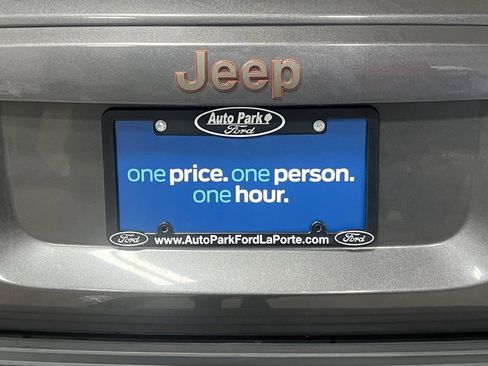 Jeep
Auto Park
Ford
one price. one person.
one hour.
Ford www.AutoParkFordLaPorte.com Ford